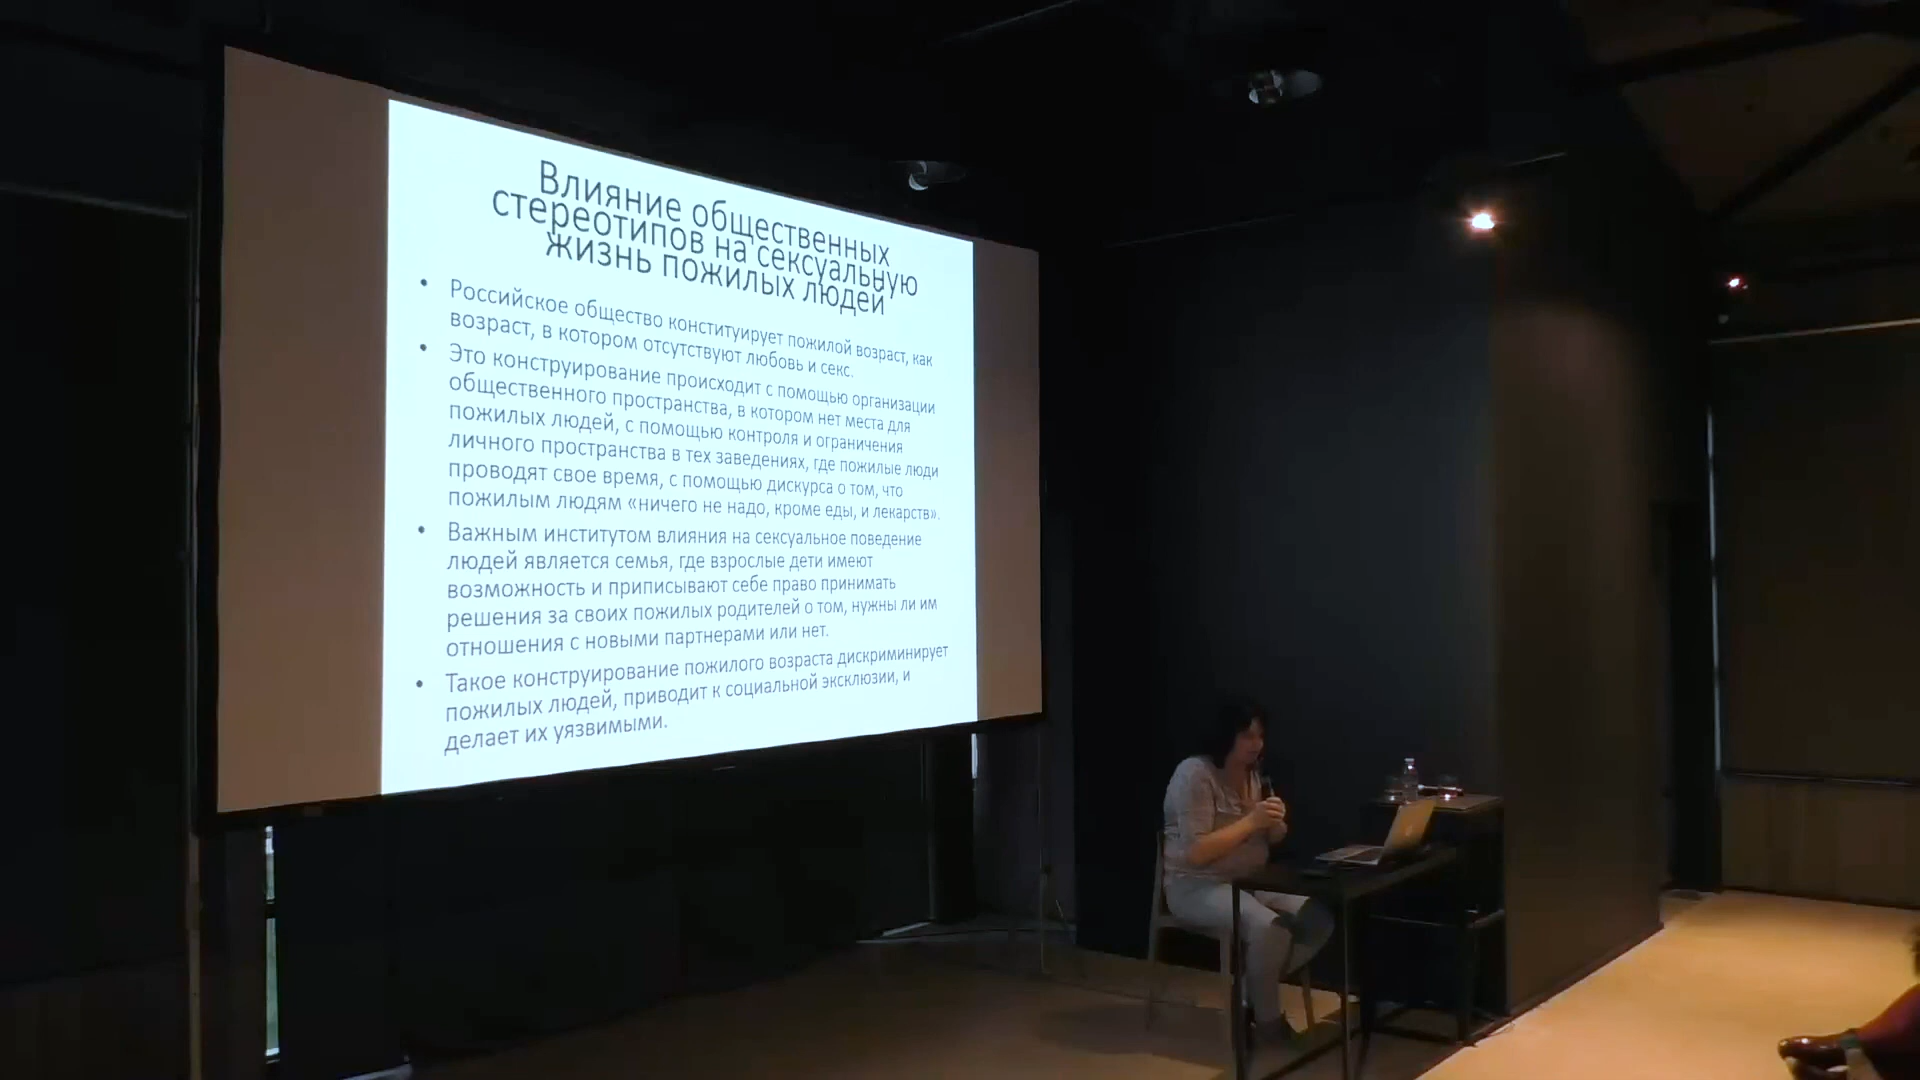 Влияние общественных
стереотипов на сексуальную
жизнь пожилых людей
• Российское общество конституирует пожилой возраст, как
возраст, в котором отсутствуют любовь и секс.
• Это конструирование происходит с помощью организации
общественного пространства, в котором нет места для
пожилых людей, с помощью контроля и ограничения
личного пространства в тех заведениях, где пожилые люди
проводят свое время, с помощью дискурса о том, что
пожилым людям «ничего не надо, кроме еды, и лекарств».
• Важным институтом влияния на сексуальное поведение
людей является семья, где взрослые дети имеют
возможность и приписывают себе право принимать
решения за своих пожилых родителей о том, нужны ли им
отношения с новыми партнерами или нет.
• Такое конструирование пожилого возраста дискриминирует
пожилых людей, приводит к социальной эксклюзии, и
делает их уязвимыми.